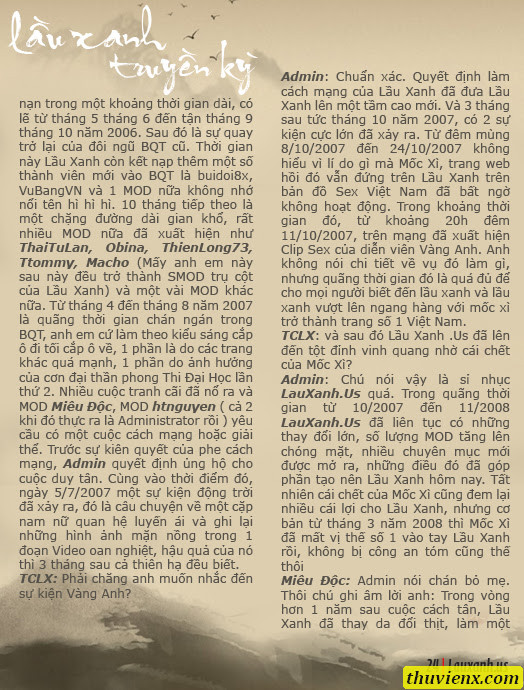 lầu xanh
truyền kỳ
nạn trong một khoảng thời gian dài, có
lẽ từ tháng 5 tháng 6 đến tận tháng 9
tháng 10 năm 2006. Sau đó là sự quay
trở lại của đôi ngũ BQT cũ. Thời gian
này Lầu Xanh còn kết nạp thêm một số
thành viên mới vào BQT là buidoi8x,
VuBangVN và 1 MOD nữa không nhớ
nổi tên hì hì hì. 10 tháng tiếp theo là
một chặng đường dài gian khổ, rất
nhiều MOD nữa đã xuất hiện như
ThaiTuLan, Obina, ThienLong73,
Ttommy, Macho (Mấy anh em này
sau này đều trở thành SMOD trụ cột
của Lầu Xanh) và một vài MOD khác
nữa. Từ tháng 4 đến tháng 8 năm 2007
là quãng thời gian chán ngán trong
BQT, anh em cứ làm theo kiểu sáng cắp
ô đi tối cắp ô về, 1 phần là do các trang
khác quá mạnh, 1 phần do ảnh hưởng
của cơn đại thần phong Thi Đại Học lần
thứ 2. Nhiều cuộc tranh cãi đã nổ ra và
MOD Miêu Độc, MOD htnguyen ( cả 2
khi đó thực ra là Administrator rồi ) yêu
cầu có một cuộc cách mạng hoặc giải
thể. Trước sự kiên quyết của phe cách
mạng, Admin quyết định ủng hộ cho
cuộc duy tân. Cùng vào thời điểm đó,
ngày 5/7/2007 một sự kiện động trời
đã xảy ra, đó là câu chuyện về một cặp
nam nữ quan hệ luyến ái và ghi lại
những hình ảnh mặn nồng trong 1
đoạn Video oan nghiệt, hậu quả của nó
thì 3 tháng sau cả thiên hạ đều biết.
TCLX: Phải chăng anh muốn nhắc đến
sự kiện Vàng Anh?
Admin: Chuẩn xác. Quyết định làm
cách mạng của Lầu Xanh đã đưa Lầu
Xanh lên một tầm cao mới. Và 3 tháng
sau tức tháng 10 năm 2007, có 2 sự
kiện cực lớn đã xảy ra. Từ đêm mùng
8/10/2007 đến 24/10/2007 không
hiểu vì lí do gì mà Mốc Xì, trang web
hồi đó vẫn đứng trên Lầu Xanh trên
bản đồ Sex Việt Nam đã bất ngờ
không hoạt động. Trong khoảng thời
gian đó, từ khoảng 20h đêm
11/10/2007, trên mạng đã xuất hiện
Clip Sex của diễn viên Vàng Anh. Anh
không nói chi tiết về vụ đó làm gì,
nhưng quãng thời gian đó là quá đủ để
cho mọi người biết đến lầu xanh và lầu
xanh vượt lên ngang hàng với mốc xì
trở thành trang số 1 Việt Nam.
TCLX: và sau đó Lầu Xanh .Us đã lên
đến tột đỉnh vinh quang nhờ cái chết
của Mốc Xì?
Admin: Chú nói vậy là sỉ nhục
LauXanh.Us quá. Trong quãng thời
gian từ 10/2007 đến 11/2008
LauXanh.Us đã liên tục có những
thay đổi lớn, số lượng MOD tăng lên
chóng mặt, nhiều chuyên mục mới
được mở ra, những điều đó đã góp
phần tạo nên Lầu Xanh hôm nay. Tất
nhiên cái chết của Mốc Xì cũng đem lại
nhiều cái lợi cho Lầu Xanh, nhưng cơ
bản từ tháng 3 năm 2008 thì Mốc Xì
đã mất vị thế số 1 vào tay Lầu Xanh
rồi, không bị công an tóm cũng thế
thôi
Miêu Độc: Admin nói chán bỏ mẹ.
Thôi chú ghi âm lời anh: Trong vòng
hơn 1 năm sau cuộc cách tân, Lầu
Xanh đã thay da đổi thịt, làm một
24 | Lauxanh.us
thuvienx.com